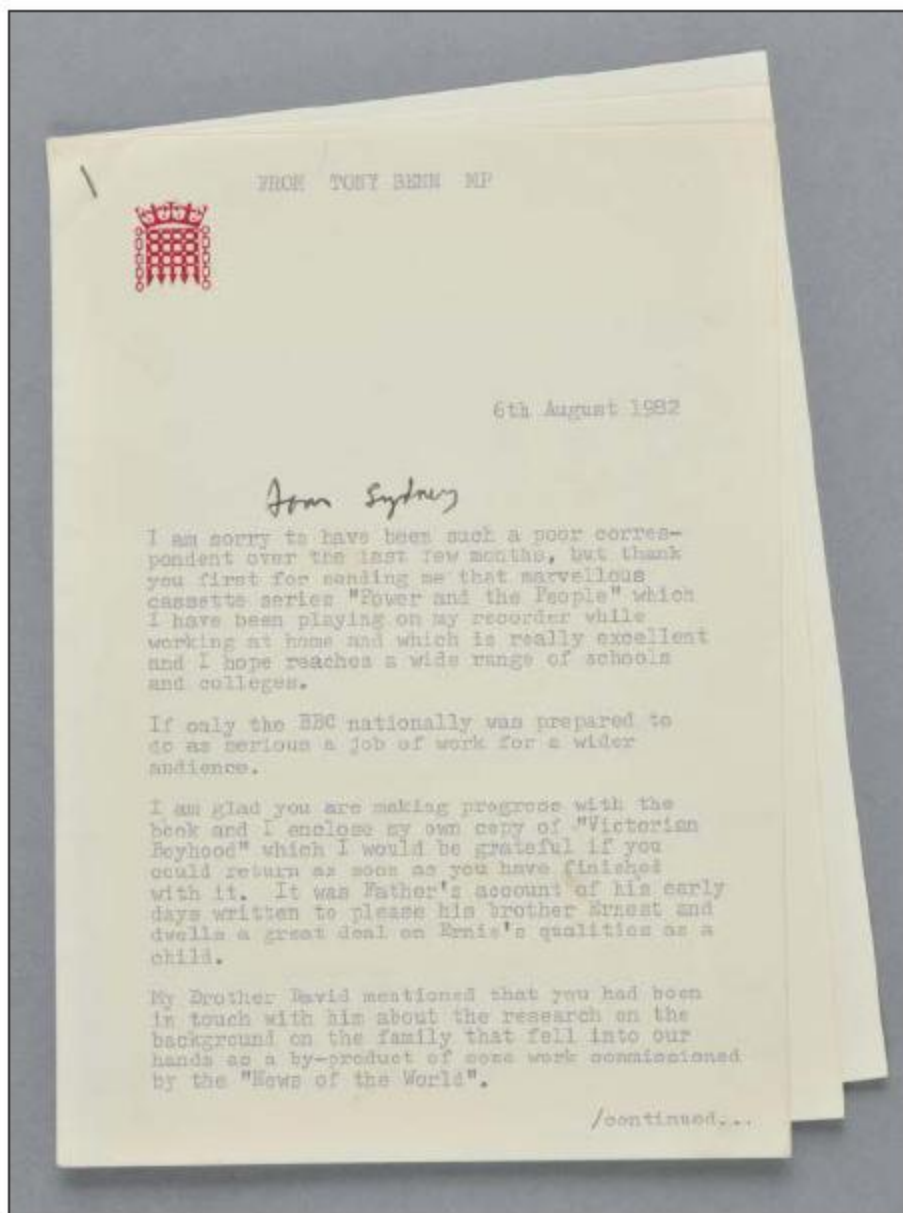 FROM TONY BENN MP
6th August 1982
Sydney
I am sorry to have been such a poor corres-
pondent over the last few months, but thank
you first for sending me that marvellous
cassette series "Power and the People" which
I have been playing on my recorder while
working at home and which is really excellent
and I hope reaches a wide range of schools
and colleges.
If only the BBC nationally was prepared to
do as serious a job of work for a wider
audience.
I am glad you are making progress with the
book and I enclose my own copy of "Victorian
Boyhood" which I would be grateful if you
could return as soon as you have finished
with it. It was Father's account of his early
days written to please his brother Ernest and
dwells a great deal on Ernie's qualities as a
child.
My Brother David mentioned that you had been
in touch with him about the research on the
background on the family that fell into our
hands as a by-product of some work commissioned
by the "News of the World".
/continued...